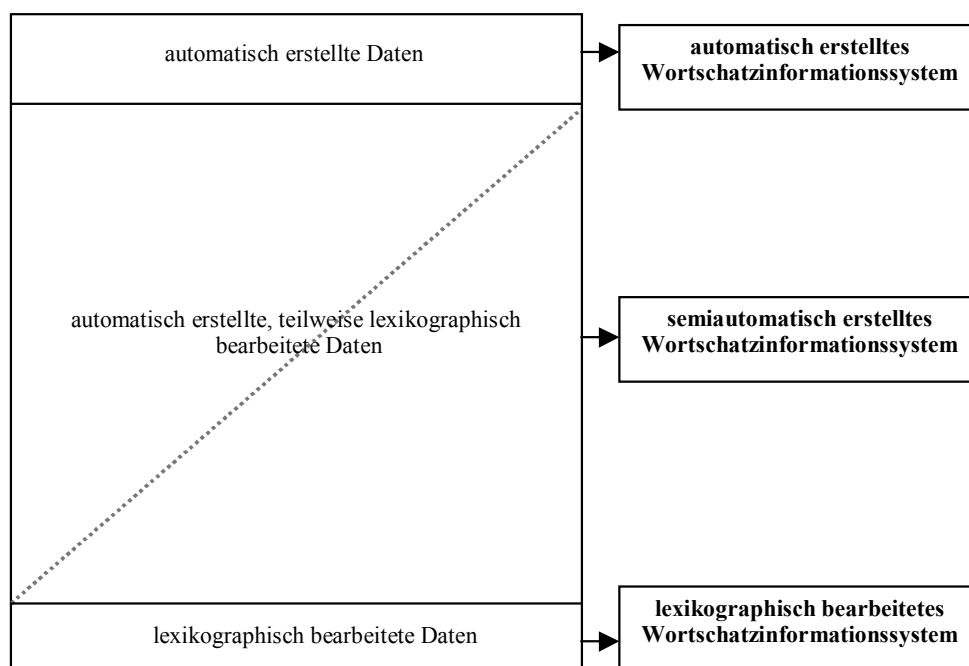 automatisch erstellte Daten
automatisch erstelltes
Wortschatzinformationssystem
automatisch erstellte, teilweise lexikographisch
bearbeitete Daten
semiautomatisch erstelltes
Wortschatzinformationssystem
lexikographisch bearbeitete Daten
lexikographisch bearbeitetes
Wortschatzinformationssystem